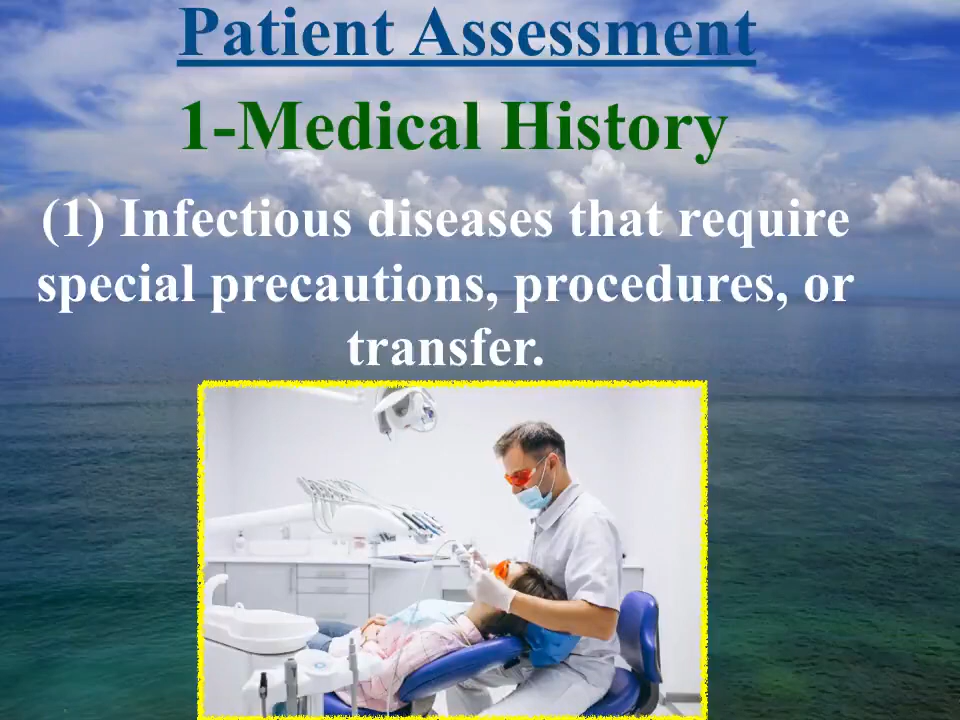 Patient Assessment
1-Medical History
(1) Infectious diseases that require
special precautions, procedures, or
transfer.